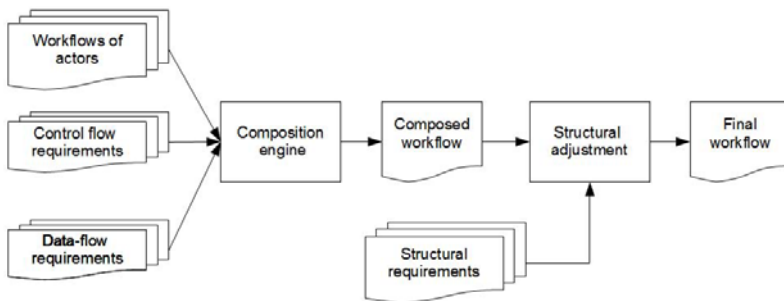 Workflows of
actors
Control flow
requirements
Data-flow
requirements
Composition
engine
Composed
workflow
Structural
adjustment
Final
workflow
Structural
requirements